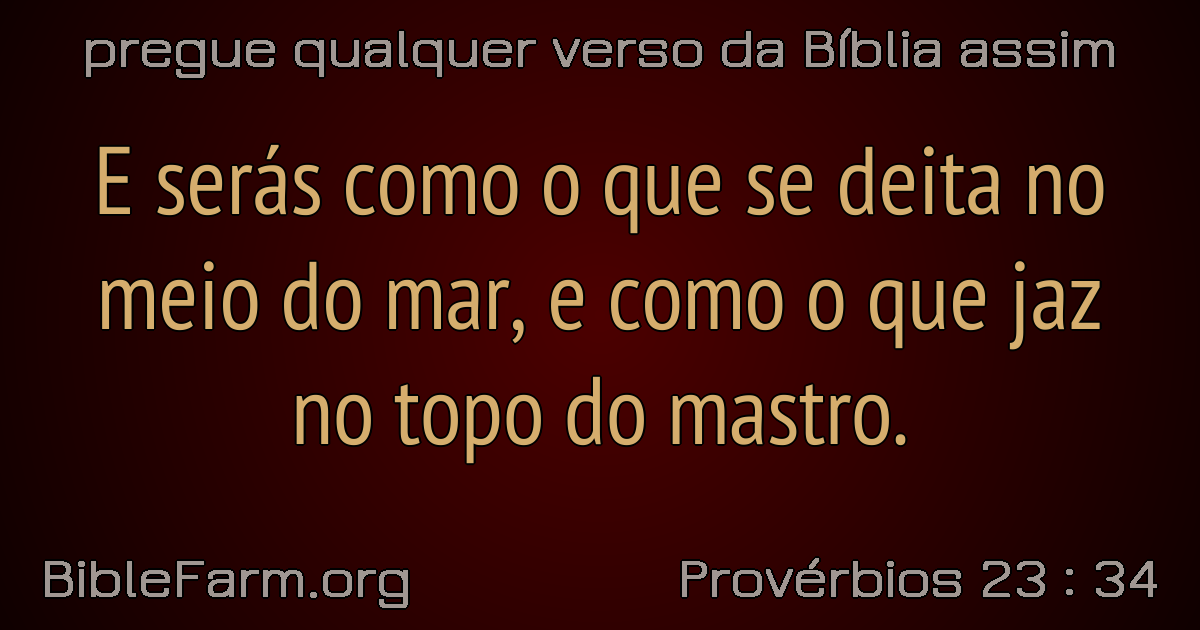 pregue qualquer verso da Bíblia assim
E serás como o que se deita no
meio do mar, e como o que jaz
no topo do mastro.
BibleFarm.org
Provérbios 23 : 34